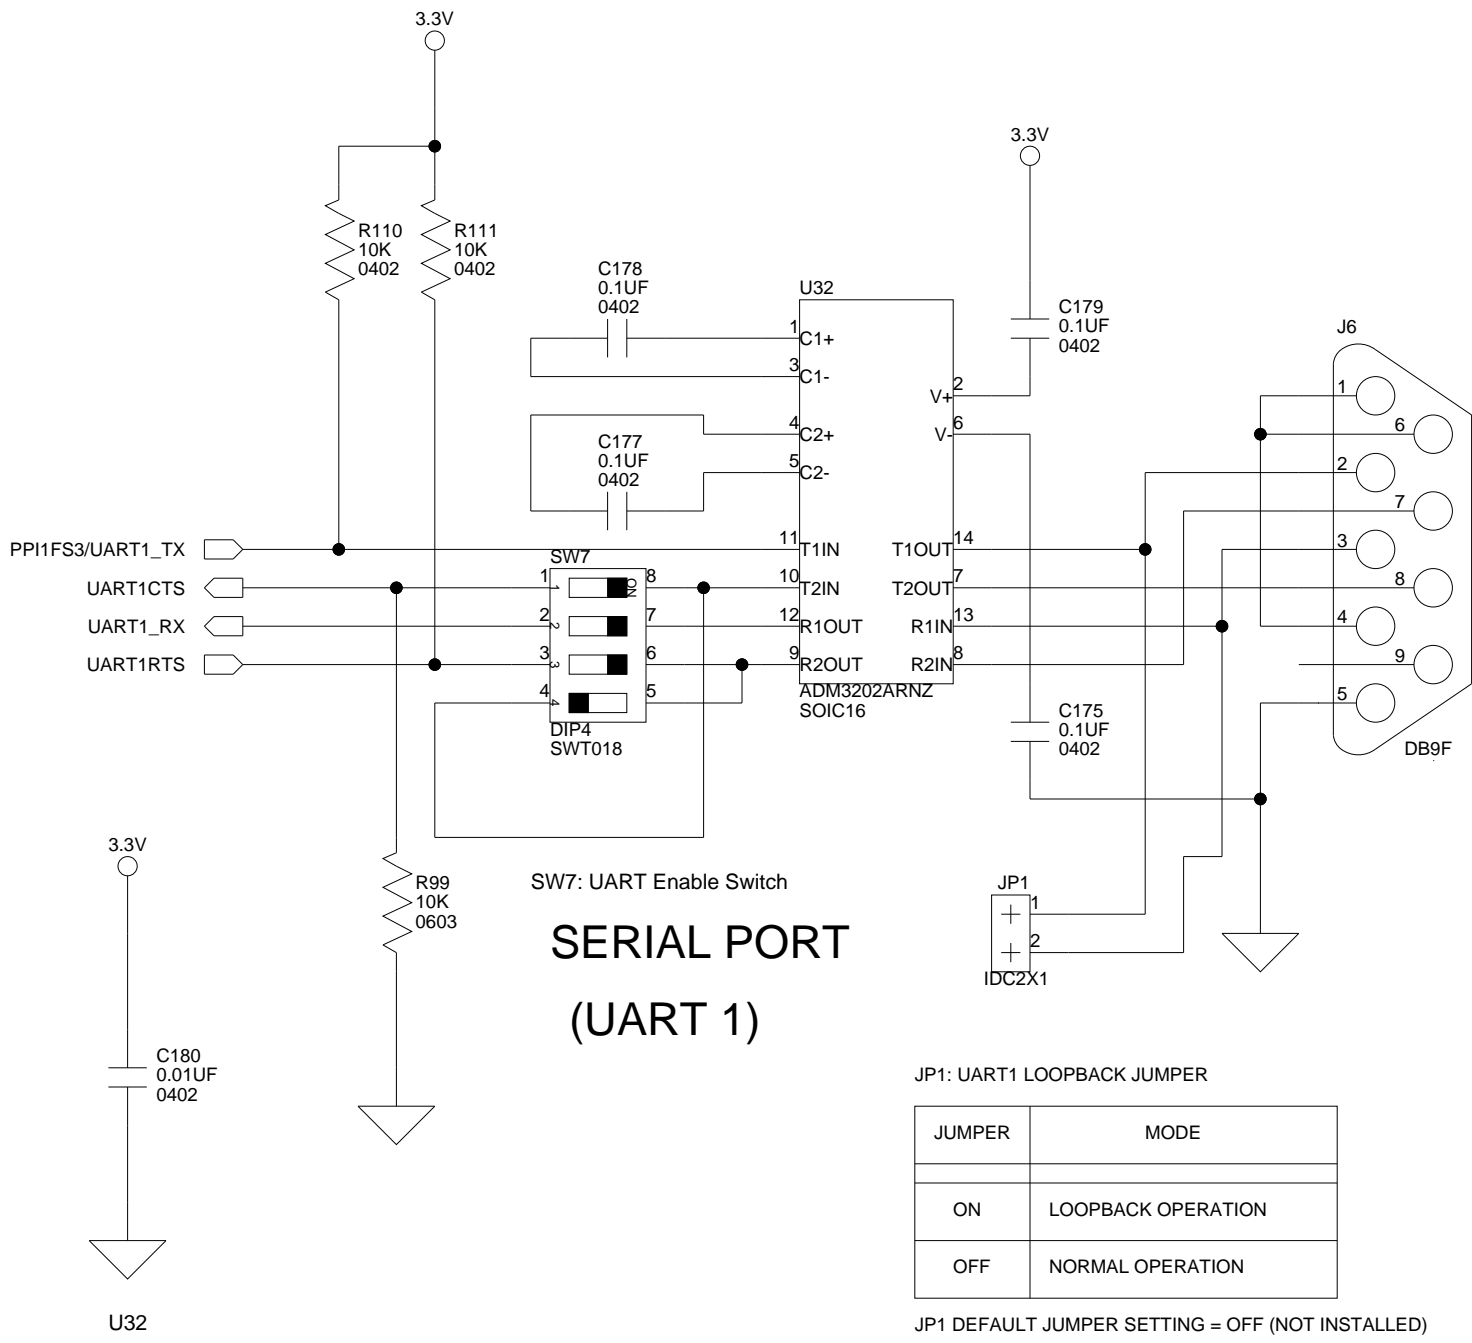 3.3V
R110
10K
0402
R111
10K
0402
3.3V
C178
0.1UF
0402
U32
C179
0.1UF
0402
J6
1
C1+
3
C1-
V+
2
4
C2+
V-
6
C177
0.1UF
0402
5
C2-
1
6
2
7
3
8
4
9
5
PPI1FS3/UART1_TX
11
T1IN
T1OUT
14
SW7
UART1CTS
1
1
ON
8
10
T2IN
T2OUT
7
UART1_RX
2
2
7
12
R1OUT
R1IN
13
UART1RTS
3
3
6
9
R2OUT
R2IN
8
4
4
5
ADM3202ARNZ
SOIC16
DIP4
SWT018
C175
0.1UF
0402
DB9F
3.3V
R99
10K
0603
SW7: UART Enable Switch
JP1
1
2
IDC2X1
SERIAL PORT
(UART 1)
C180
0.01UF
0402
U32
JP1: UART1 LOOPBACK JUMPER
JUMPER MODE
ON LOOPBACK OPERATION
OFF NORMAL OPERATION
JP1 DEFAULT JUMPER SETTING = OFF (NOT INSTALLED)